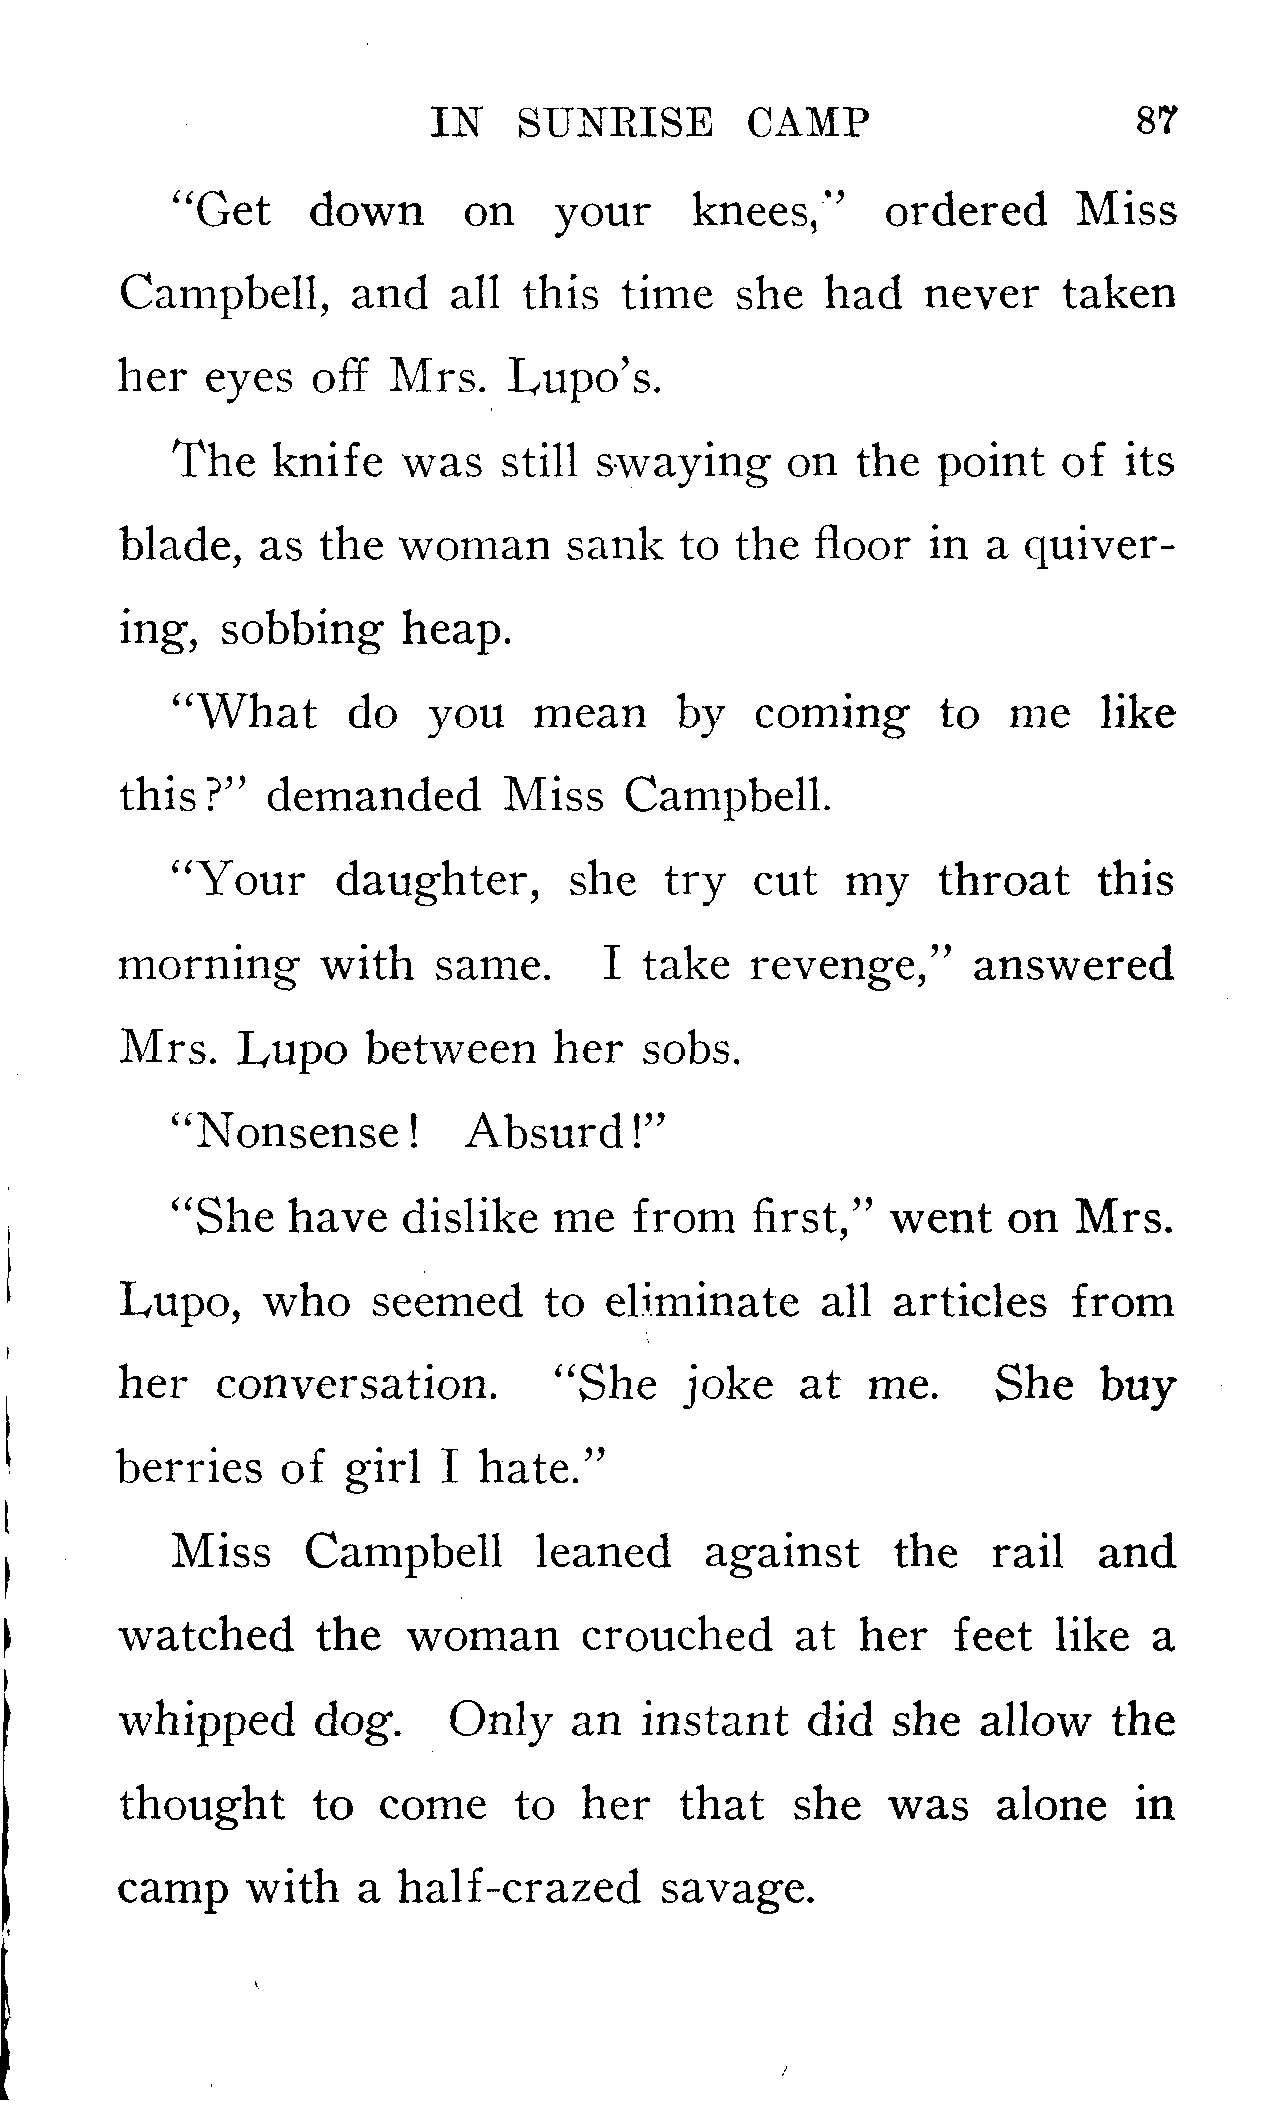 IN SUNRISE CAMP 87
"Get down on your knees," ordered Miss
Campbell, and all this time she had never taken
her eyes off Mrs. Lupo's.
The knife was still swaying on the point of its
blade, as the woman sank to the floor in a quiver-
ing, sobbing heap.
"What do you mean by coming to me like
this?" demanded Miss Campbell.
"Your daughter, she try cut my throat this
morning with same. I take revenge," answered
Mrs. Lupo between her sobs.
"Nonsense! Absurd!"
"She have dislike me from first," went on Mrs.
Lupo, who seemed to eliminate all articles from
her conversation. "She joke at me. She buy
berries of girl I hate."
Miss Campbell leaned against the rail and
watched the woman crouched at her feet like a
whipped dog. Only an instant did she allow the
thought to come to her that she was alone in
camp with a half-crazed savage.